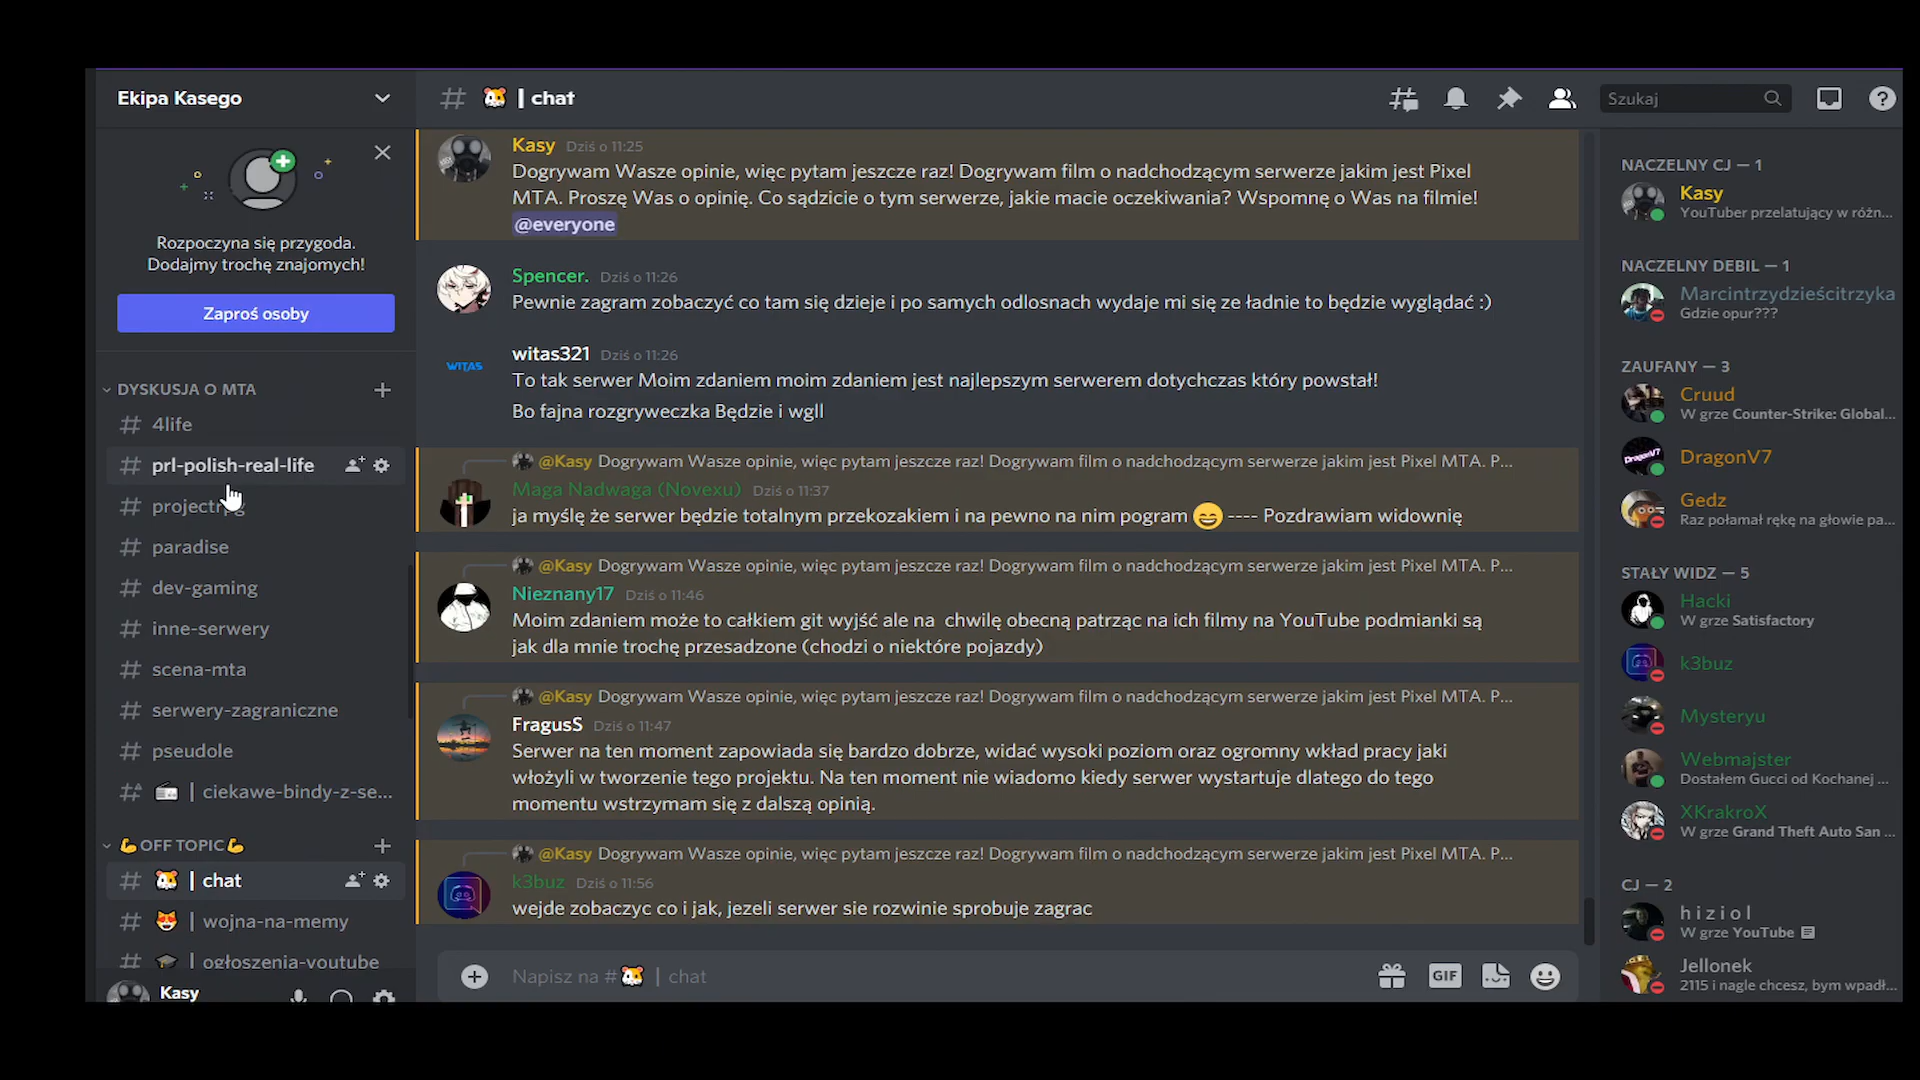 Ekipa Kasego
Rozpoczyna się przygoda.
Dodajmy trochę znajomych!
Zaproś osoby
DYSKUSJA O MTA
4life
prl-polish-real-life
projectrpg
paradise
dev-gaming
inne-serwery
scena-mta
serwery-zagraniczne
pseudole
| ciekawe-bindy-z-se...
💪OFF TOPIC💪
🐹 | chat
😻 | wojna-na-memy
🎓 | ogłoszenia-youtube
Kasy
# 🐹 | chat
Szukaj
Kasy Dziś o 11:25
Dogrywam Wasze opinie, więc pytam jeszcze raz! Dogrywam film o nadchodzącym serwerze jakim jest Pixel
MTA. Proszę Was o opinię. Co sądzicie o tym serwerze, jakie macie oczekiwania? Wspomnę o Was na filmie!
@everyone
Spencer. Dziś o 11:26
Pewnie zagram zobaczyć co tam się dzieje i po samych odlosnach wydaje mi się ze ładnie to będzie wyglądać :)
WITAS
witas321 Dziś o 11:26
To tak serwer Moim zdaniem moim zdaniem jest najlepszym serwerem dotychczas który powstał!
Bo fajna rozgryweczka Będzie i wgll
@Kasy Dogrywam Wasze opinie, więc pytam jeszcze raz! Dogrywam film o nadchodzącym serwerze jakim jest Pixel MTA. P...
Maga Nadwaga (Novexu) Dziś o 11:37
ja myślę że serwer będzie totalnym przekozakiem i na pewno na nim pogram 😄 ---- Pozdrawiam widownię
@Kasy Dogrywam Wasze opinie, więc pytam jeszcze raz! Dogrywam film o nadchodzącym serwerze jakim jest Pixel MTA. P...
Nieznany17 Dziś o 11:46
Moim zdaniem może to całkiem git wyjść ale na chwilę obecną patrząc na ich filmy na YouTube podmianki są
jak dla mnie trochę przesadzone (chodzi o niektóre pojazdy)
@Kasy Dogrywam Wasze opinie, więc pytam jeszcze raz! Dogrywam film o nadchodzącym serwerze jakim jest Pixel MTA. P...
FragusS Dziś o 11:47
Serwer na ten moment zapowiada się bardzo dobrze, widać wysoki poziom oraz ogromny wkład pracy jaki
włożyli w tworzenie tego projektu. Na ten moment nie wiadomo kiedy serwer wystartuje dlatego do tego
momentu wstrzymam się z dalszą opinią.
@Kasy Dogrywam Wasze opinie, więc pytam jeszcze raz! Dogrywam film o nadchodzącym serwerze jakim jest Pixel MTA. P...
k3buz Dziś o 11:56
wejde zobaczyc co i jak, jezeli serwer sie rozwinie sprobuje zagrac
Napisz na #🐹 | chat
GIF
NACZELNY CJ — 1
Kasy
YouTuber przelatujący w różn...
NACZELNY DEBIL — 1
Marcintrzydzieścitrzyka
Gdzie opur???
ZAUFANY — 3
Cruud
W grze Counter-Strike: Global...
DragonV7
DragonV7
Gedz
Raz połamał rękę na głowie pa...
STAŁY WIDZ — 5
Hacki
W grze Satisfactory
k3buz
Mysteryu
Webmajster
Dostałem Gucci od Kochanej ...
XKrakroX
W grze Grand Theft Auto San ...
CJ — 2
h i z i o l
W grze YouTube
Jellonek
2115 i nagle chcesz, bym wpadł...